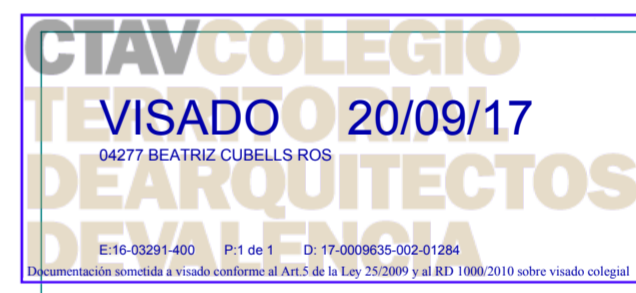 CTAV COLEGIO
TERRITORIAL
DE ARQUITECTOS
DE VALENCIA
VISADO 20/09/17
04277 BEATRIZ CUBELLS ROS
E:16-03291-400 P:1 de 1 D: 17-0009635-002-01284
Documentación sometida a visado conforme al Art.5 de la Ley 25/2009 y al RD 1000/2010 sobre visado colegial